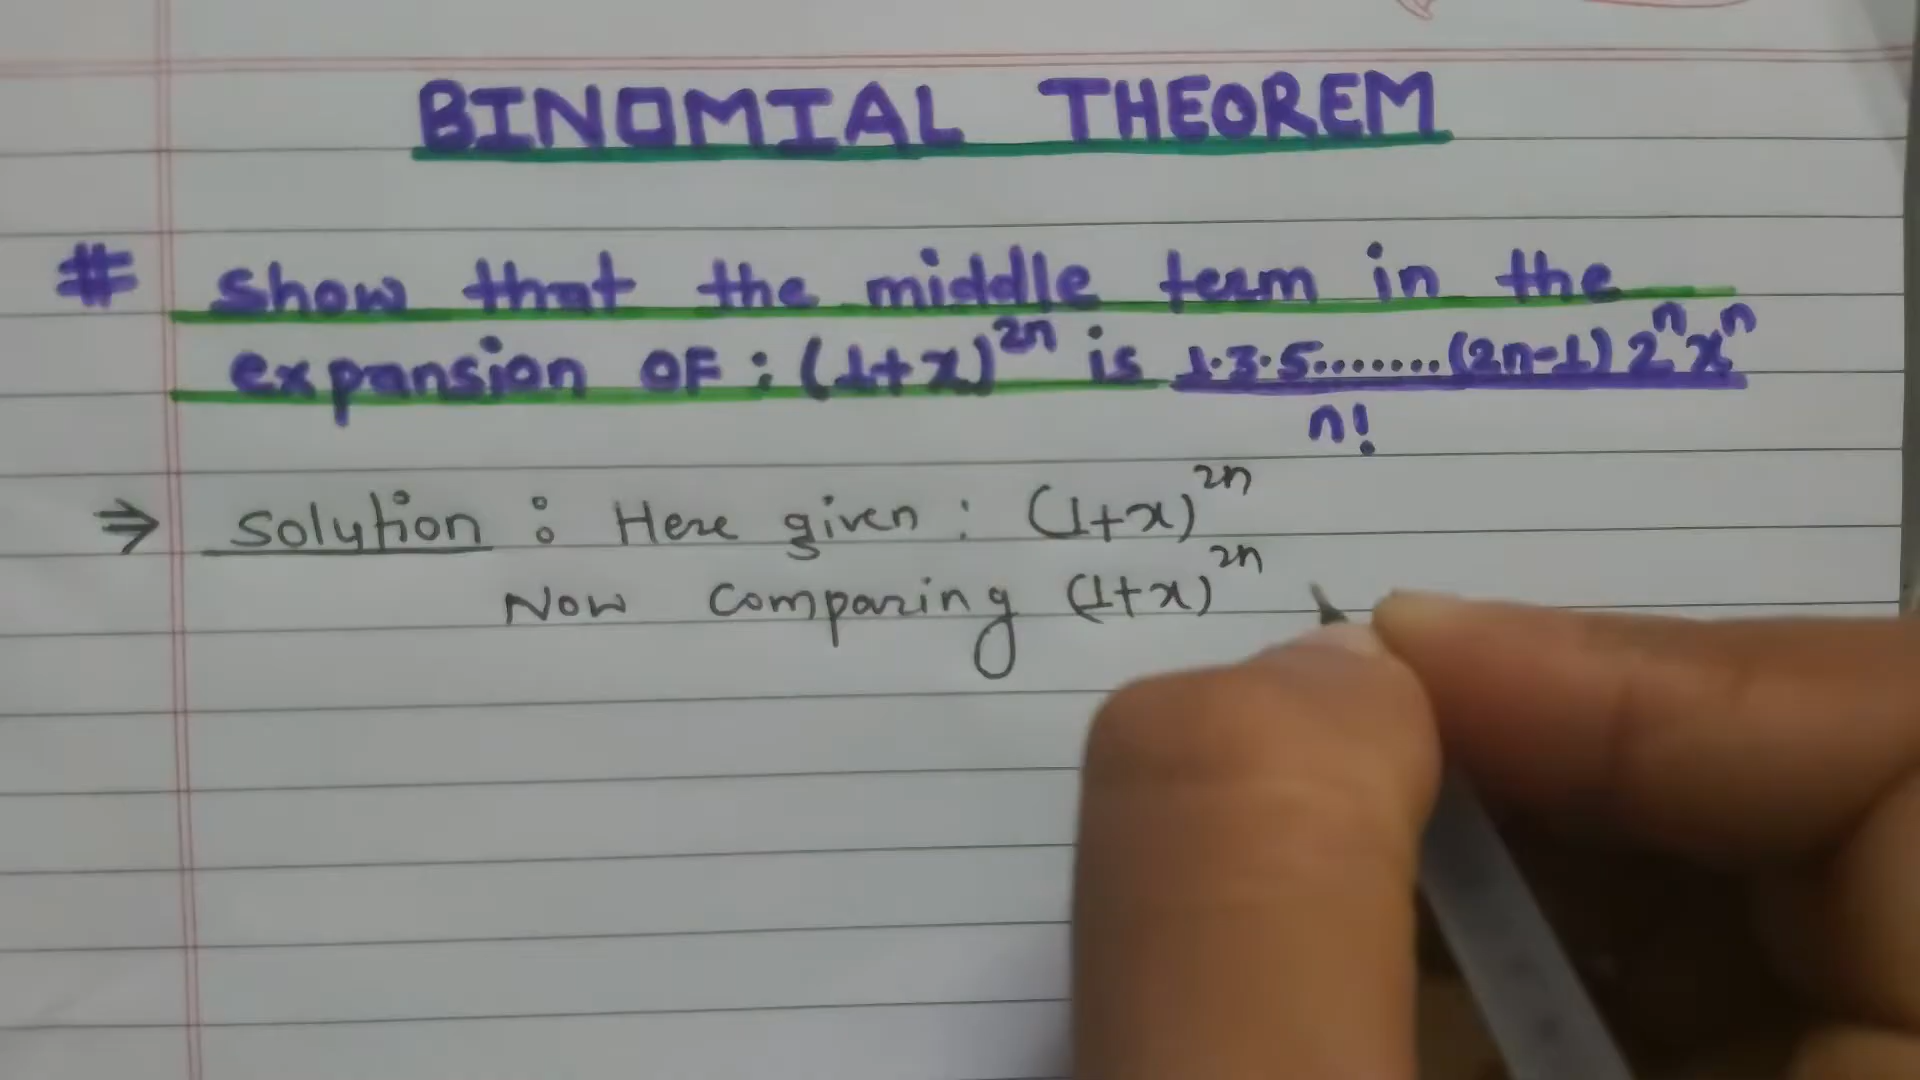 BINOMIAL THEOREM
# Show that the middle term in the
expansion OF : (1+x)²ⁿ is 1·3·5.......(2n-1) 2ⁿxⁿ
n!
⇒ Solution : Here given : (1+x)²ⁿ
Now Comparing (1+x)²ⁿ